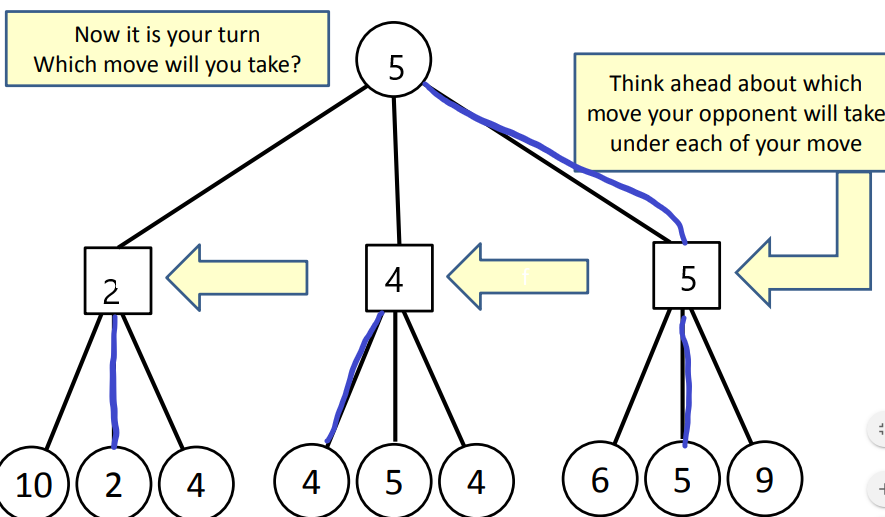 Now it is your turn
Which move will you take?
5
Think ahead about which
move your opponent will take
under each of your move
2
4
5
10
2
4
4
5
4
6
5
9